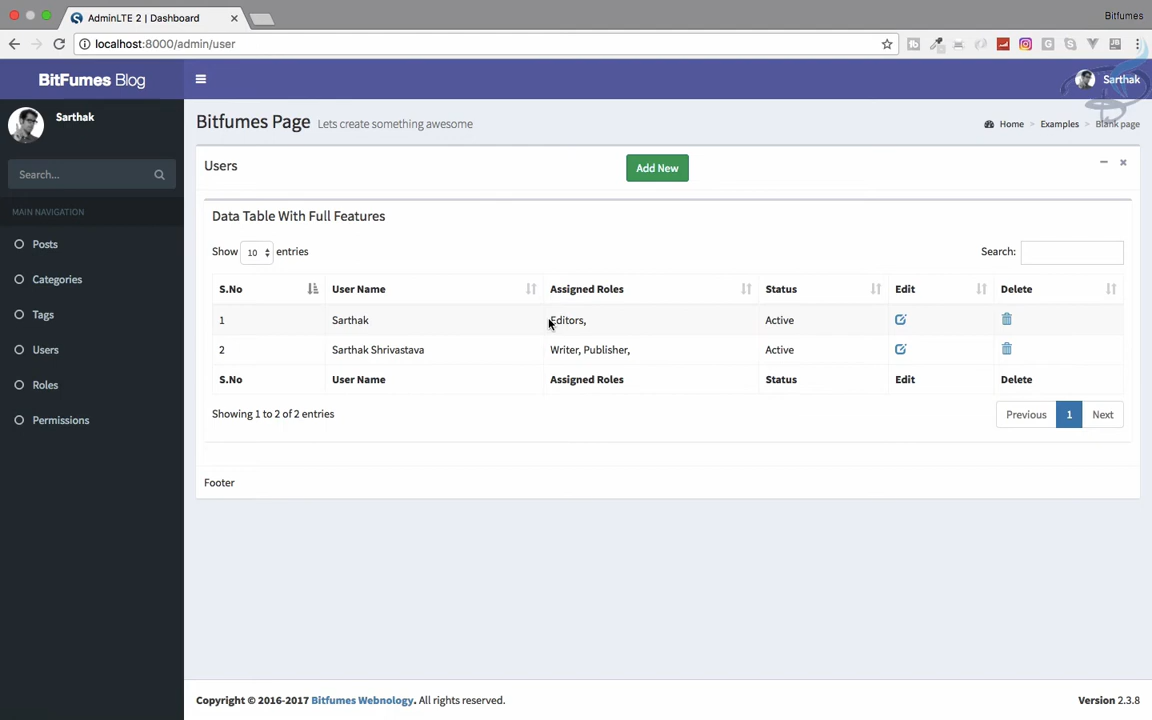 AdminLTE 2 | Dashboard
Bitfumes
localhost:8000/admin/user
BitFumes Blog
Sarthak
Sarthak
Bitfumes Page Lets create something awesome
Home > Examples > Blank page
Search...
Users
Add New
MAIN NAVIGATION
Posts
Categories
Tags
Users
Roles
Permissions
Data Table With Full Features
Show 10 entries
Search:
S.No User Name Assigned Roles Status Edit Delete
1 Sarthak Editors, Active
2 Sarthak Shrivastava Writer, Publisher, Active
S.No User Name Assigned Roles Status Edit Delete
Showing 1 to 2 of 2 entries
Previous 1 Next
Footer
Copyright © 2016-2017 Bitfumes Webnology. All rights reserved.
Version 2.3.8